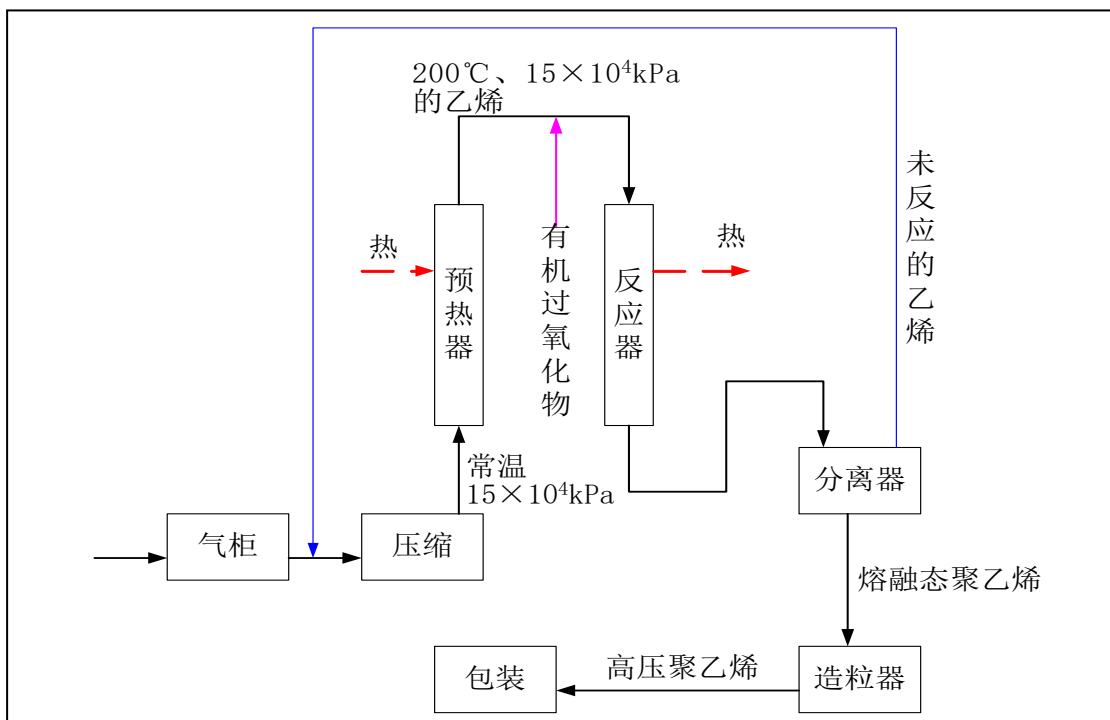 200℃、15×10⁴kPa
的乙烯
未反应的乙烯
热
预热器
有机过氧化物
反应器
热
常温
15×10⁴kPa
分离器
气柜
压缩
熔融态聚乙烯
包装
高压聚乙烯
造粒器